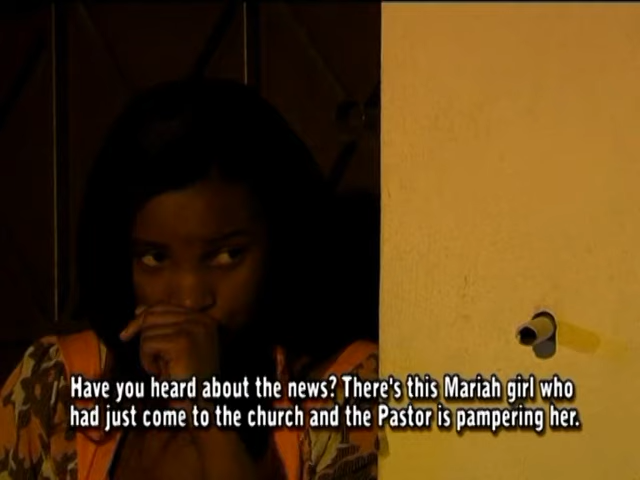 Have you heard about the news? There's this Mariah girl who
had just come to the church and the Pastor is pampering her.